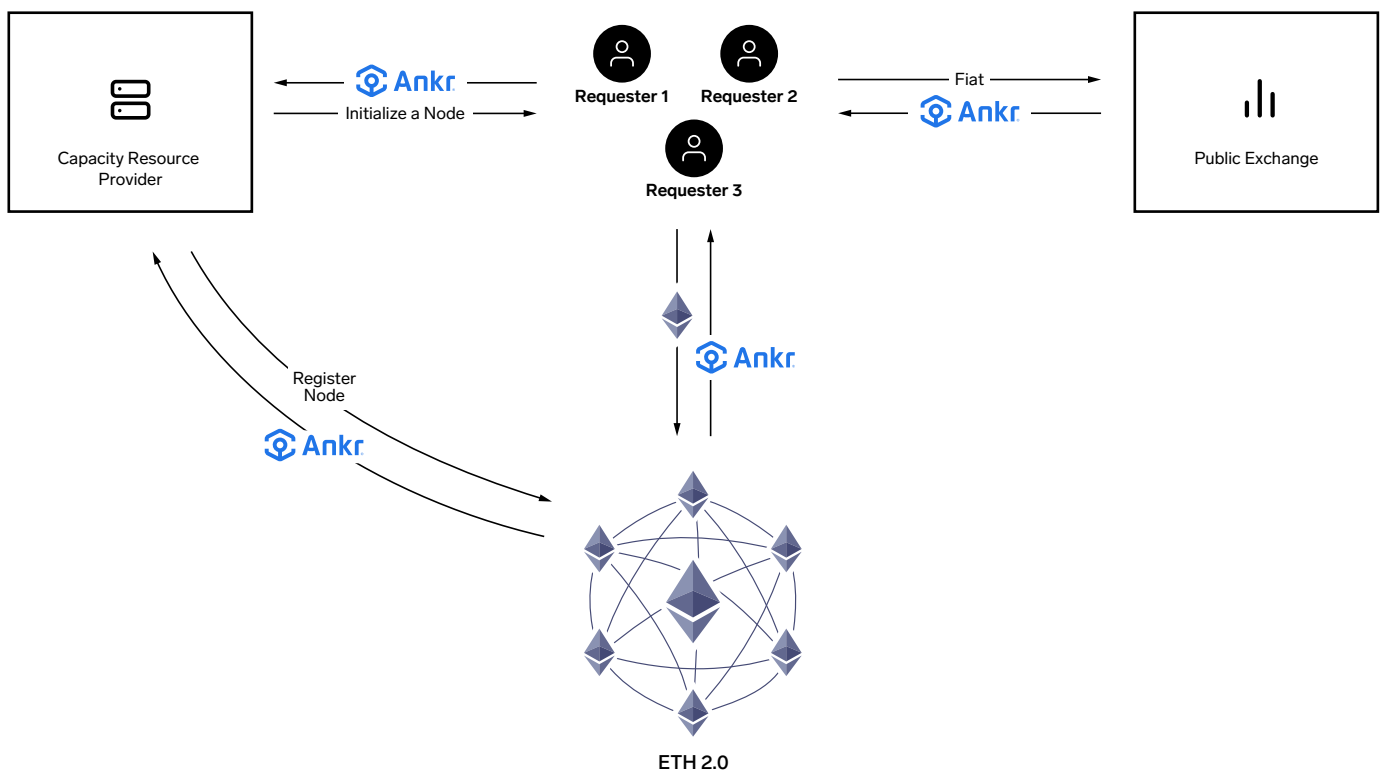 Ankr
Initialize a Node
Requester 1
Requester 2
Requester 3
Fiat
Ankr
Capacity Resource
Provider
Public Exchange
Ankr
Register
Node
Ankr
ETH 2.0